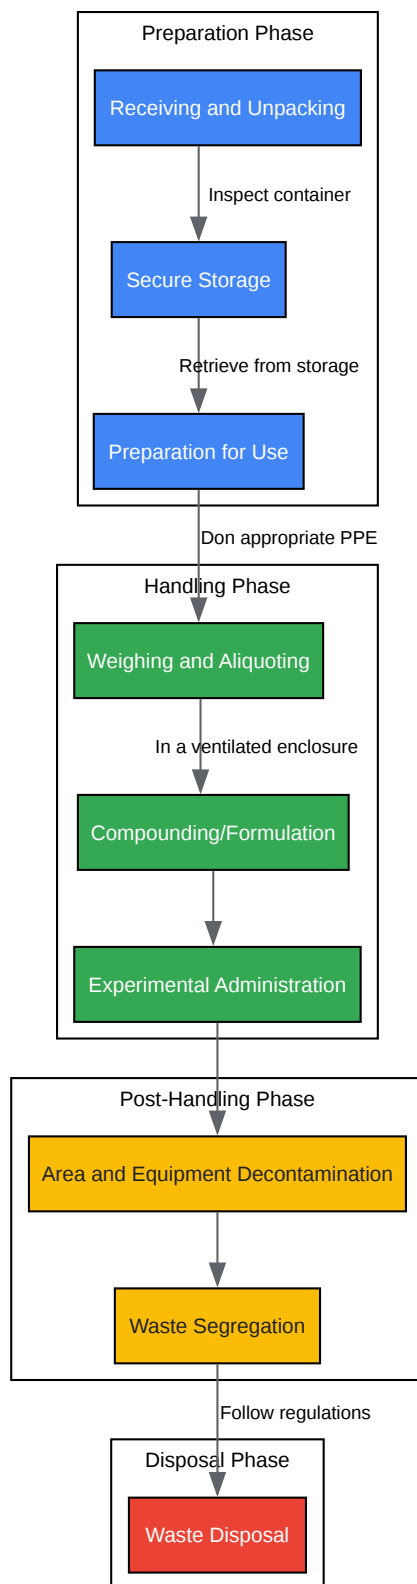 Preparation Phase
Receiving and Unpacking
Inspect container
Secure Storage
Retrieve from storage
Preparation for Use
Don appropriate PPE
Handling Phase
Weighing and Aliquoting
In a ventilated enclosure
Compounding/Formulation
Experimental Administration
Post-Handling Phase
Area and Equipment Decontamination
Waste Segregation
Follow regulations
Disposal Phase
Waste Disposal